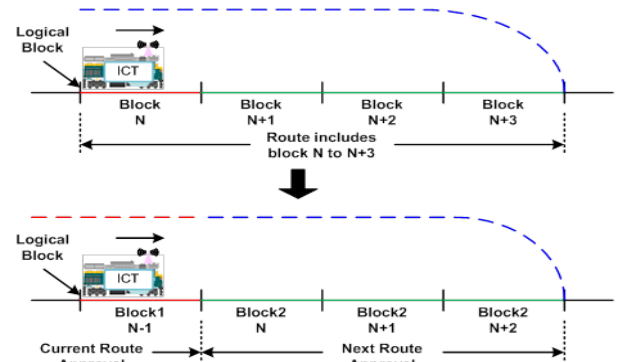 Logical
Block
ICT
Block
N
Block
N+1
Block
N+2
Block
N+3
Route includes
block N to N+3
Logical
Block
ICT
Block1
N-1
Block2
N
Block2
N+1
Block2
N+2
Current Route
Next Route